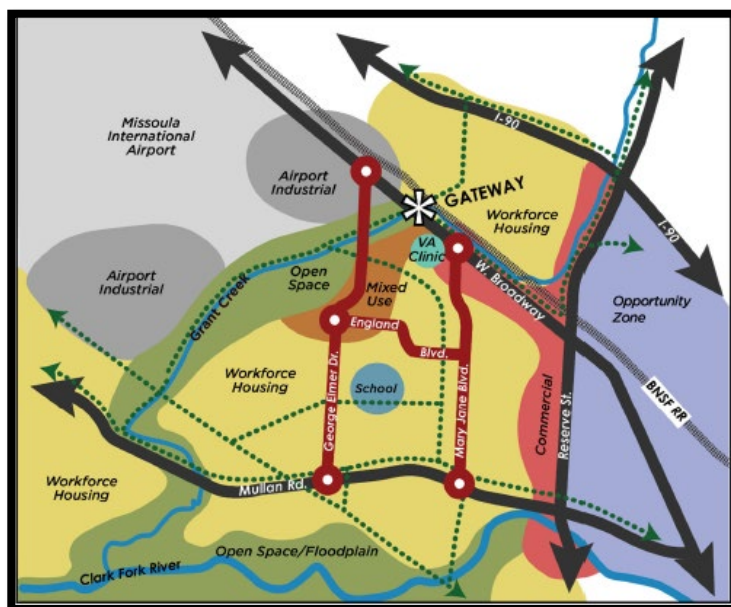 Missoula
International
Airport
Airport
Industrial
GATEWAY
I-90
Workforce
Housing
VA
Clinic
Open
Space
Mixed
Use
W. Broadway
I-90
Airport
Industrial
Grant Creek
England
Blvd.
Opportunity
Zone
Workforce
Housing
School
George Elmer Dr.
Mary Jane Blvd.
Commercial
Reserve St.
BNSF RR
Workforce
Housing
Mullan Rd.
Open Space/Floodplain
Clark Fork River